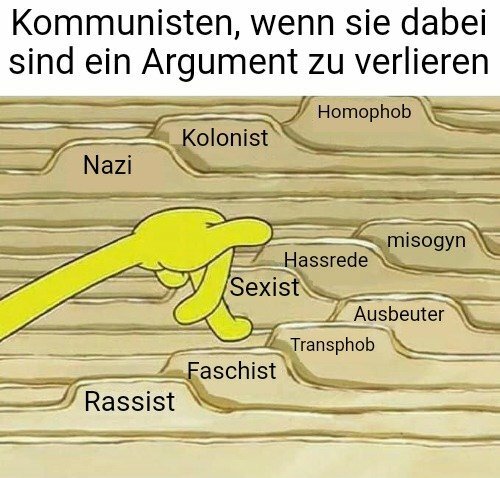 Kommunisten, wenn sie dabei
sind ein Argument zu verlieren
Homophob
Kolonist
Nazi
misogyn
Hassrede
Sexist
Ausbeuter
Transphob
Faschist
Rassist